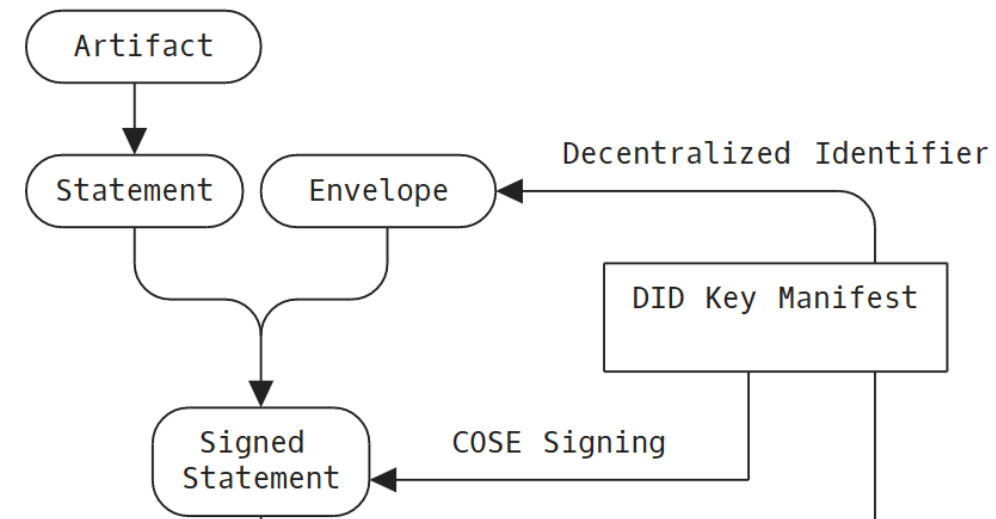 Artifact
Decentralized Identifier
Statement
Envelope
DID Key Manifest
Signed
Statement
COSE Signing